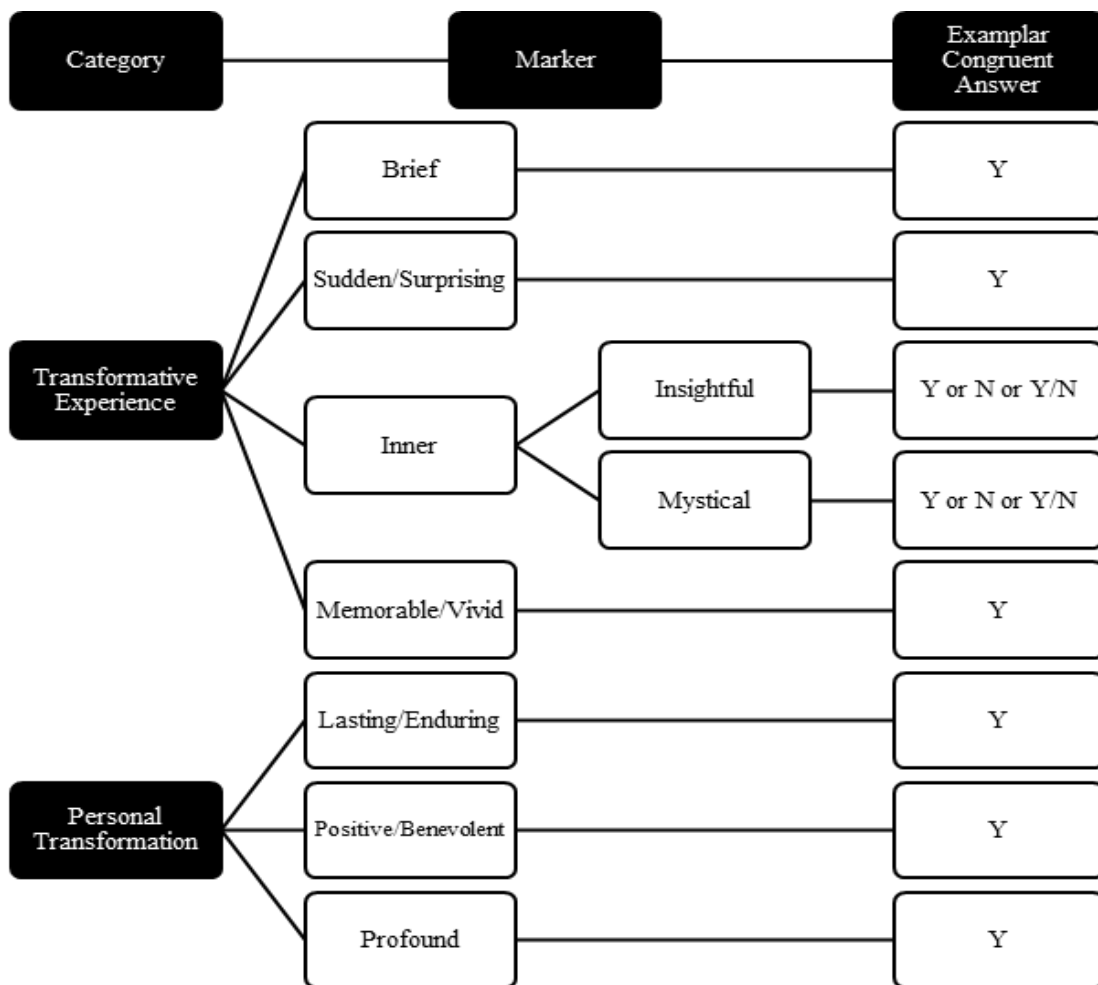 Category
Marker
Examplar
Congruent
Answer
Brief
Y
Sudden/Surprising
Y
Transformative
Experience
Inner
Insightful
Y or N or Y/N
Mystical
Y or N or Y/N
Memorable/Vivid
Y
Personal
Transformation
Lasting/Enduring
Y
Positive/Benevolent
Y
Profound
Y